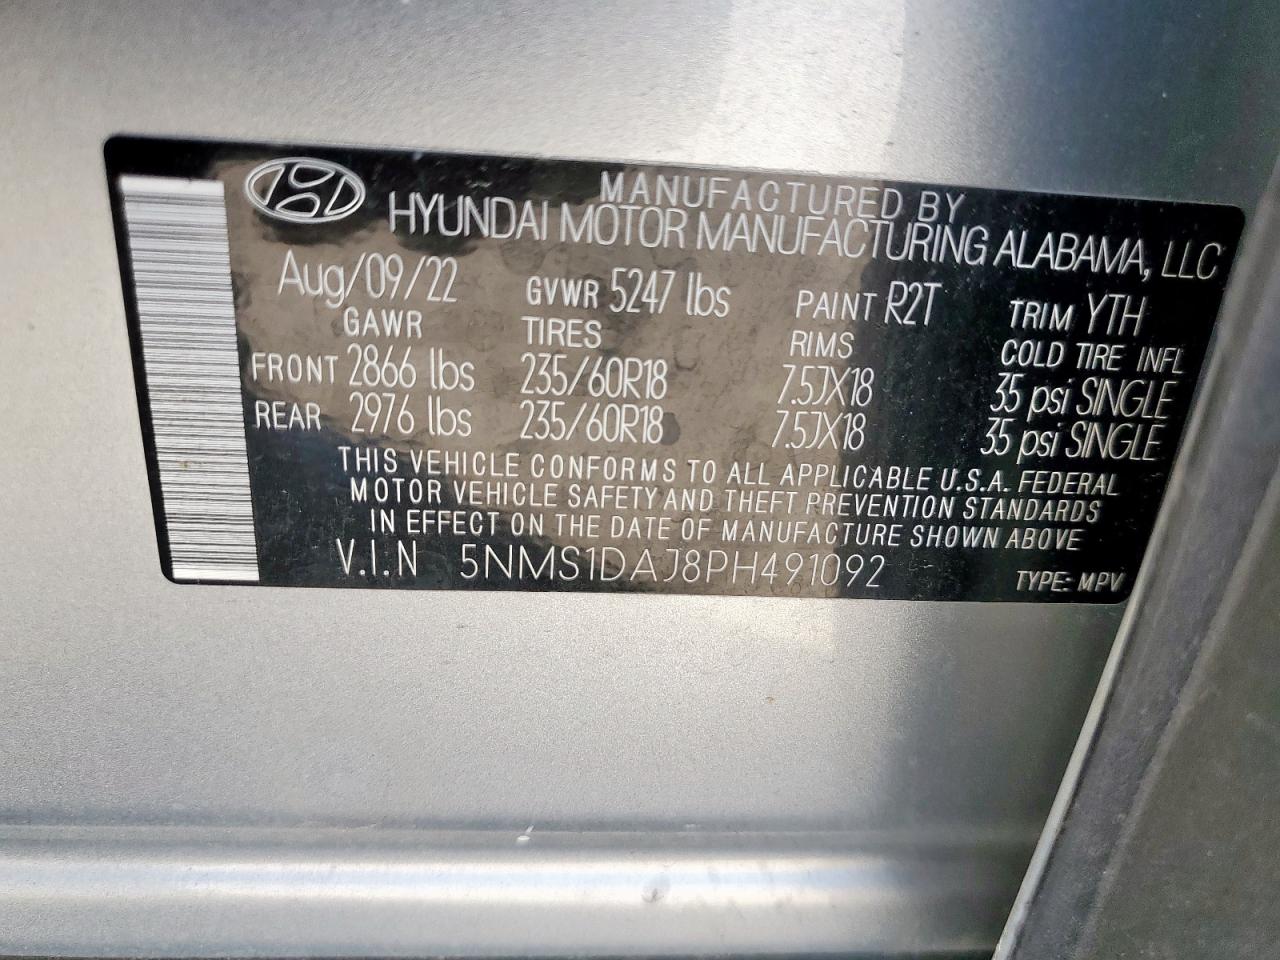 MANUFACTURED BY
HYUNDAI MOTOR MANUFACTURING ALABAMA, LLC
Aug/09/22 GVWR 5247 lbs PAINT R2T TRIM YTH
GAWR TIRES RIMS COLD TIRE INFL
FRONT 2866 lbs 235/60R18 7.5JX18 35 psi SINGLE
REAR 2976 lbs 235/60R18 7.5JX18 35 psi SINGLE
THIS VEHICLE CONFORMS TO ALL APPLICABLE U.S.A. FEDERAL
MOTOR VEHICLE SAFETY AND THEFT PREVENTION STANDARDS
IN EFFECT ON THE DATE OF MANUFACTURE SHOWN ABOVE
V.I.N 5NMS1DAJ8PH491092 TYPE: MPV